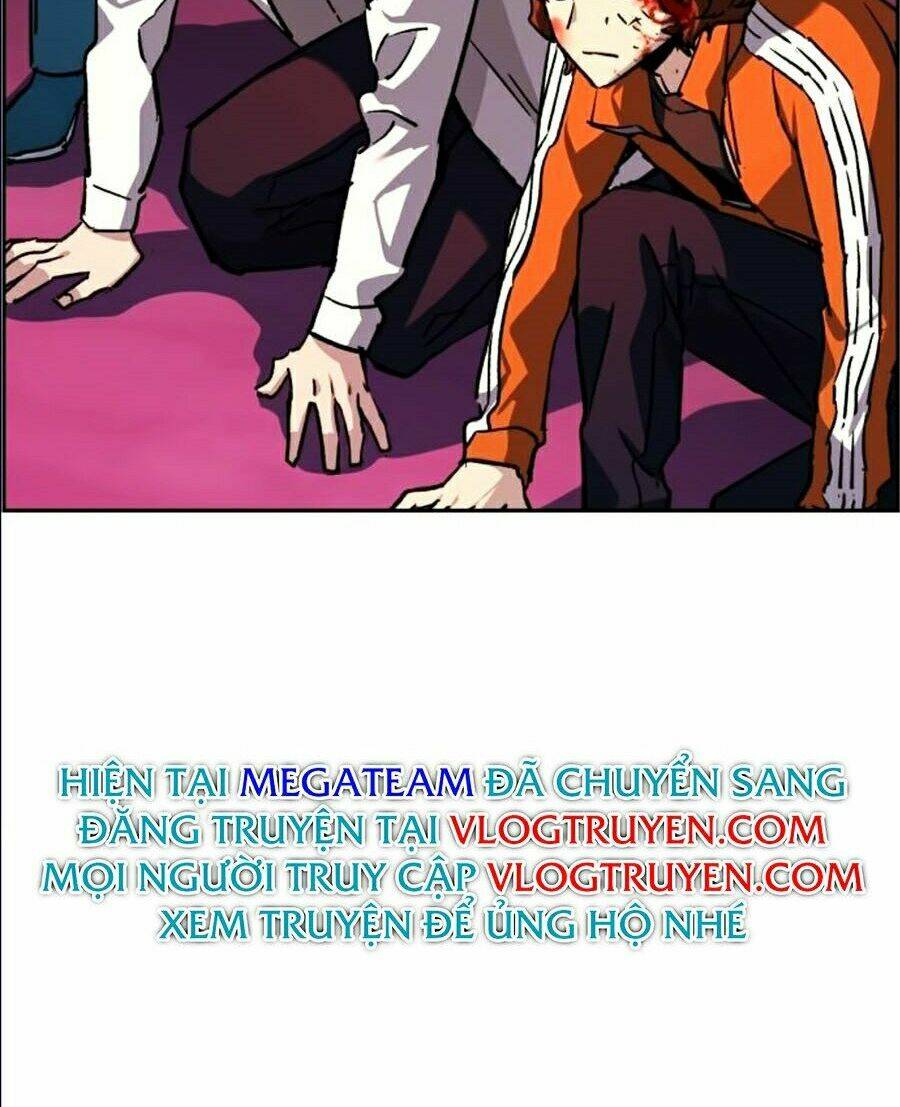 HIỆN TẠI MEGATEAM ĐÃ CHUYỂN SANG
ĐĂNG TRUYỆN TẠI VLOGTRUYEN.COM
MỌI NGƯỜI TRUY CẬP VLOGTRUYEN.COM
XEM TRUYỆN ĐỂ ỦNG HỘ NHÉ